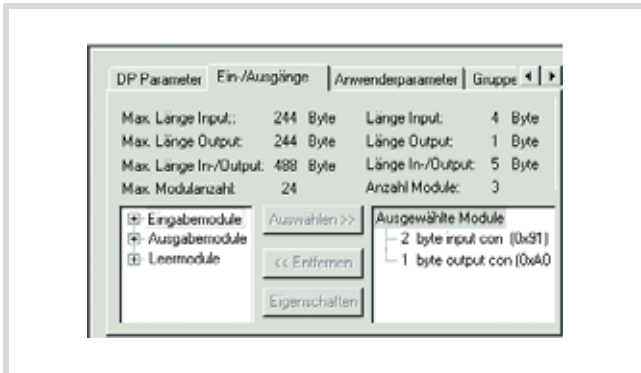 DP Parameter Ein-/Ausgänge Anwenderparameter Gruppe
Max. Länge Input:: 244 Byte Länge Input: 4 Byte
Max. Länge Output: 244 Byte Länge Output: 1 Byte
Max. Länge In-/Output: 488 Byte Länge In-/Output: 5 Byte
Max. Modulanzahl: 24 Anzahl Module: 3
Eingabemodule
Ausgabemodule
Leermodule
Auswählen >>
<< Entfernen
Eigenschaften
Ausgewählte Module
2 byte input con (0x91)
1 byte output con (0xA0